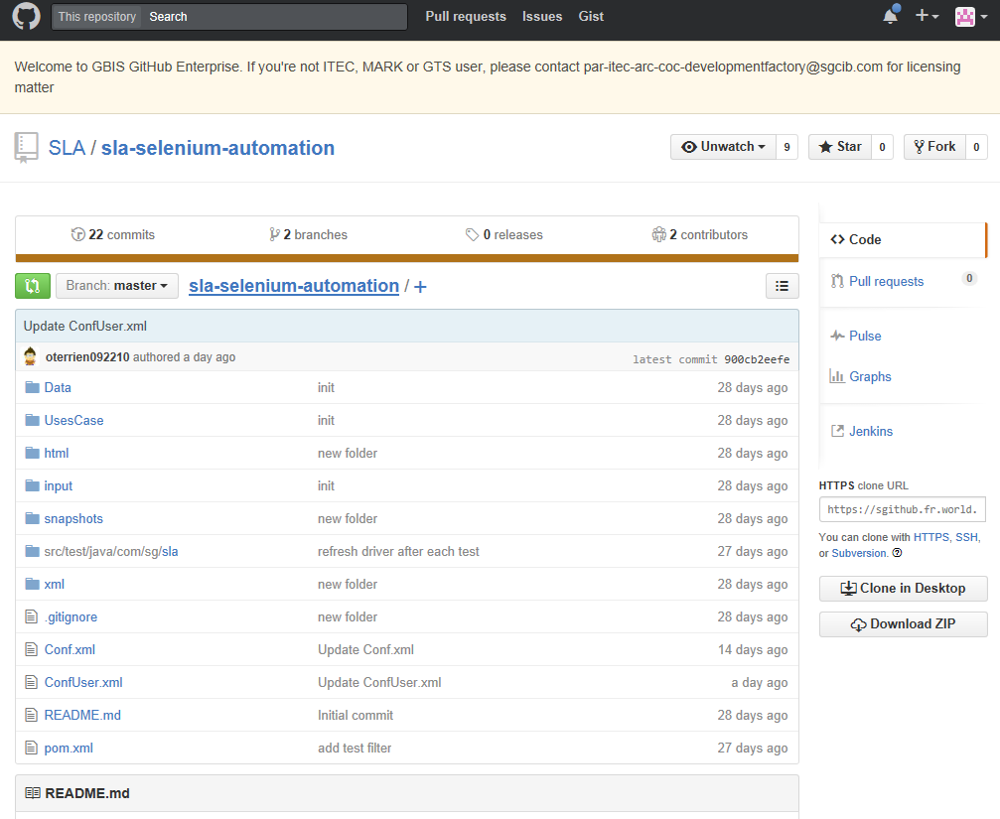 This repository Search Pull requests Issues Gist
Welcome to GBIS GitHub Enterprise. If you're not ITEC, MARK or GTS user, please contact par-itec-arc-coc-developmentfactory@sgcib.com for licensing
matter
SLA / sla-selenium-automation
Unwatch 9 Star 0 Fork 0
22 commits 2 branches 0 releases 2 contributors
Branch: master sla-selenium-automation / +
Update ConfUser.xml
oterrien092210 authored a day ago latest commit 900cb2eefe
Data init 28 days ago
UsesCase init 28 days ago
html new folder 28 days ago
input init 28 days ago
snapshots new folder 28 days ago
src/test/java/com/sg/sla refresh driver after each test 27 days ago
xml new folder 28 days ago
.gitignore new folder 28 days ago
Conf.xml Update Conf.xml 14 days ago
ConfUser.xml Update ConfUser.xml a day ago
README.md Initial commit 28 days ago
pom.xml add test filter 27 days ago
README.md
Code
Pull requests 0
Pulse
Graphs
Jenkins
HTTPS clone URL
https://sgithub.fr.world.
You can clone with HTTPS, SSH,
or Subversion.
Clone in Desktop
Download ZIP